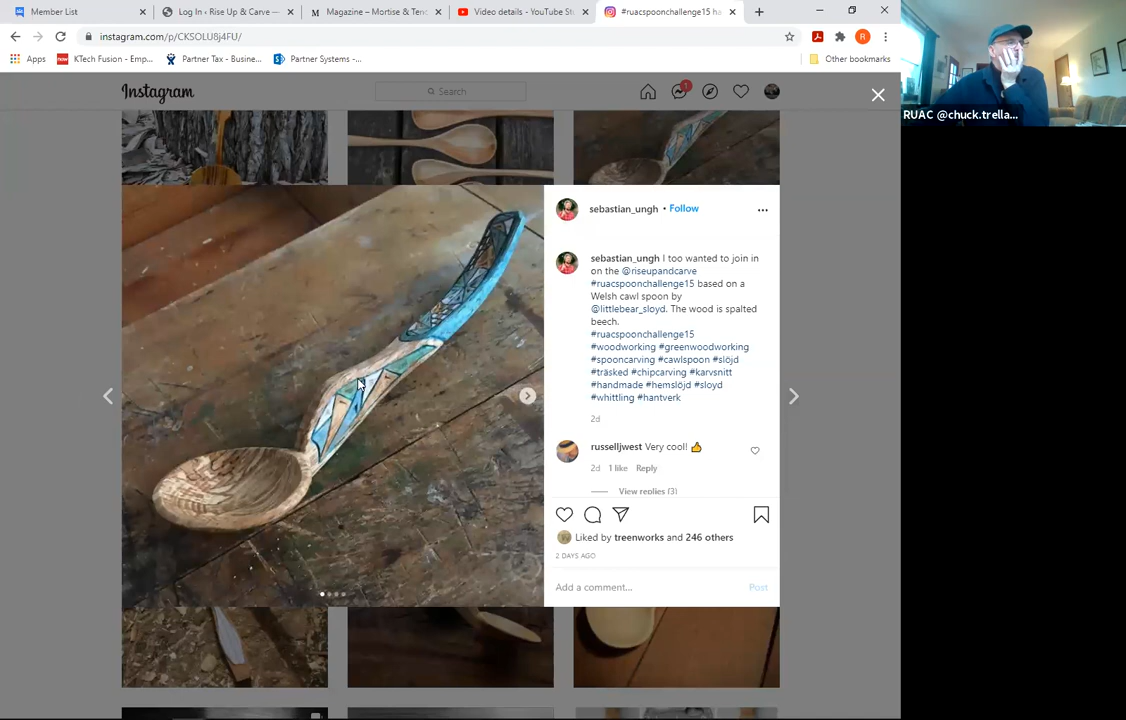 Member List
Log In ‹ Rise Up & Carve —
Magazine – Mortise & Tenc
Video details - YouTube St
#ruacspoonchallenge15 ha
instagram.com/p/CKSOLU8j4FU/
Apps
KTech Fusion - Emp...
Partner Tax - Busine...
Partner Systems -...
Other bookmarks
RUAC @chuck.trella...
Instagram
Search
sebastian_ungh • Follow
sebastian_ungh I too wanted to join in
on the @riseupandcarve
#ruacspoonchallenge15 based on a
Welsh cawl spoon by
@littlebear_sloyd. The wood is spalted
beech.
#ruacspoonchallenge15
#woodworking #greenwoodworking
#spooncarving #cawlspoon #slöjd
#träsked #chipcarving #karvsnitt
#handmade #hemslöjd #sloyd
#whittling #hantverk
2d
russelljwest Very cool! 👍
2d 1 like Reply
View replies (3)
Liked by treenworks and 246 others
2 DAYS AGO
Add a comment...
Post